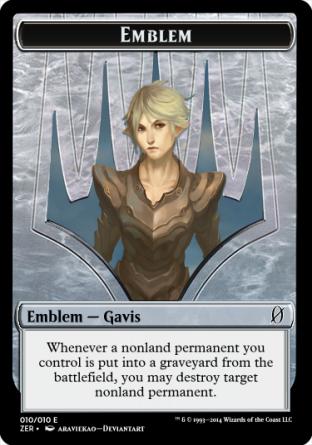 EMBLEM
Emblem — Gavis
Whenever a nonland permanent you
control is put into a graveyard from the
battlefield, you may destroy target
nonland permanent.
010/010 E
ZER • ARAVIEKAO—DEVIANTART
™ & © 1993–2014 Wizards of the Coast LLC